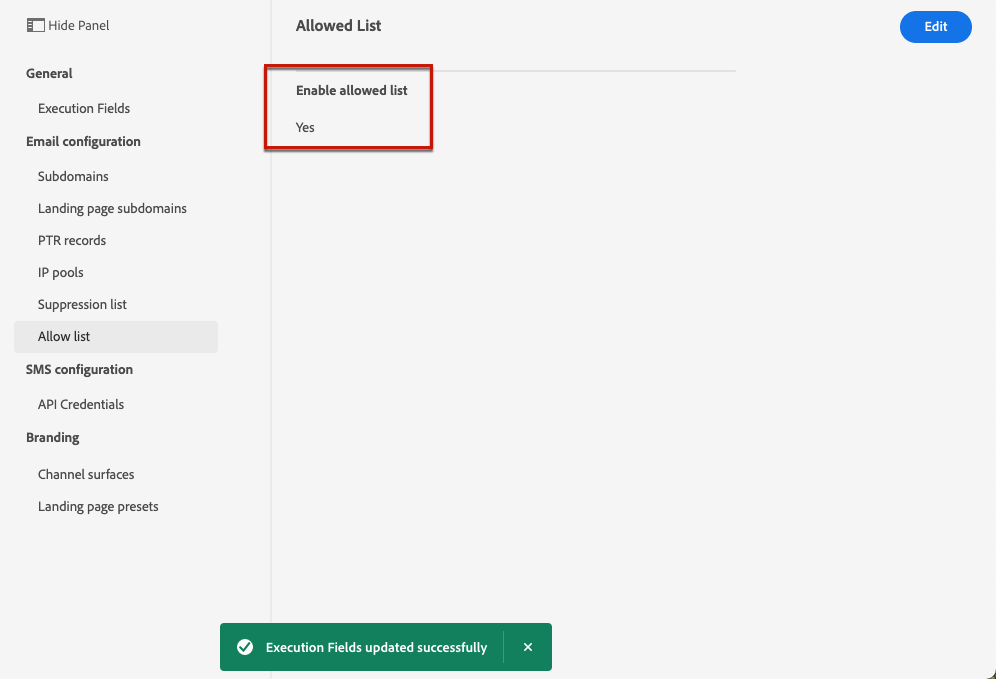 Hide Panel
General
Execution Fields
Email configuration
Subdomains
Landing page subdomains
PTR records
IP pools
Suppression list
Allow list
SMS configuration
API Credentials
Branding
Channel surfaces
Landing page presets
Allowed List
Edit
Enable allowed list
Yes
Execution Fields updated successfully